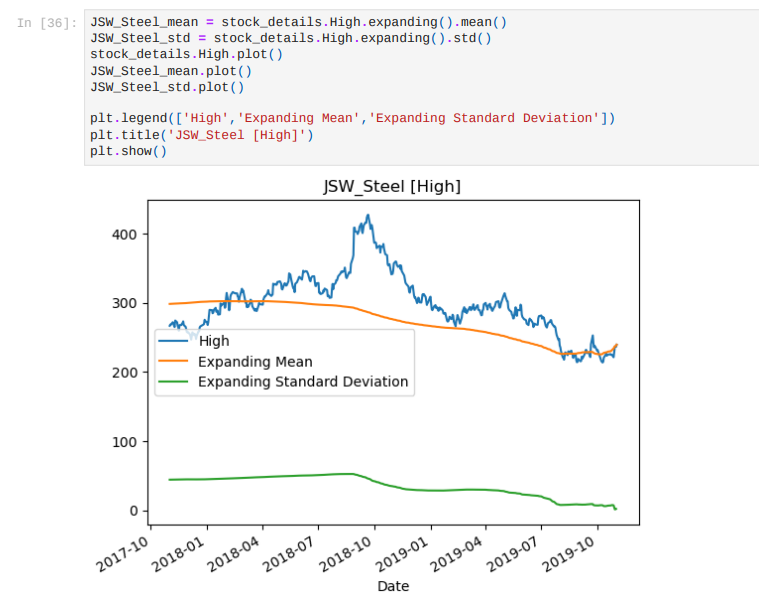 In [36]:
JSW_Steel_mean = stock_details.High.expanding().mean()
JSW_Steel_std = stock_details.High.expanding().std()
stock_details.High.plot()
JSW_Steel_mean.plot()
JSW_Steel_std.plot()
plt.legend(['High','Expanding Mean','Expanding Standard Deviation'])
plt.title('JSW_Steel [High]')
plt.show()
JSW_Steel [High]
400
300
200
100
0
High
Expanding Mean
Expanding Standard Deviation
2017-10
2018-01
2018-04
2018-07
2018-10
2019-01
2019-04
2019-07
2019-10
Date